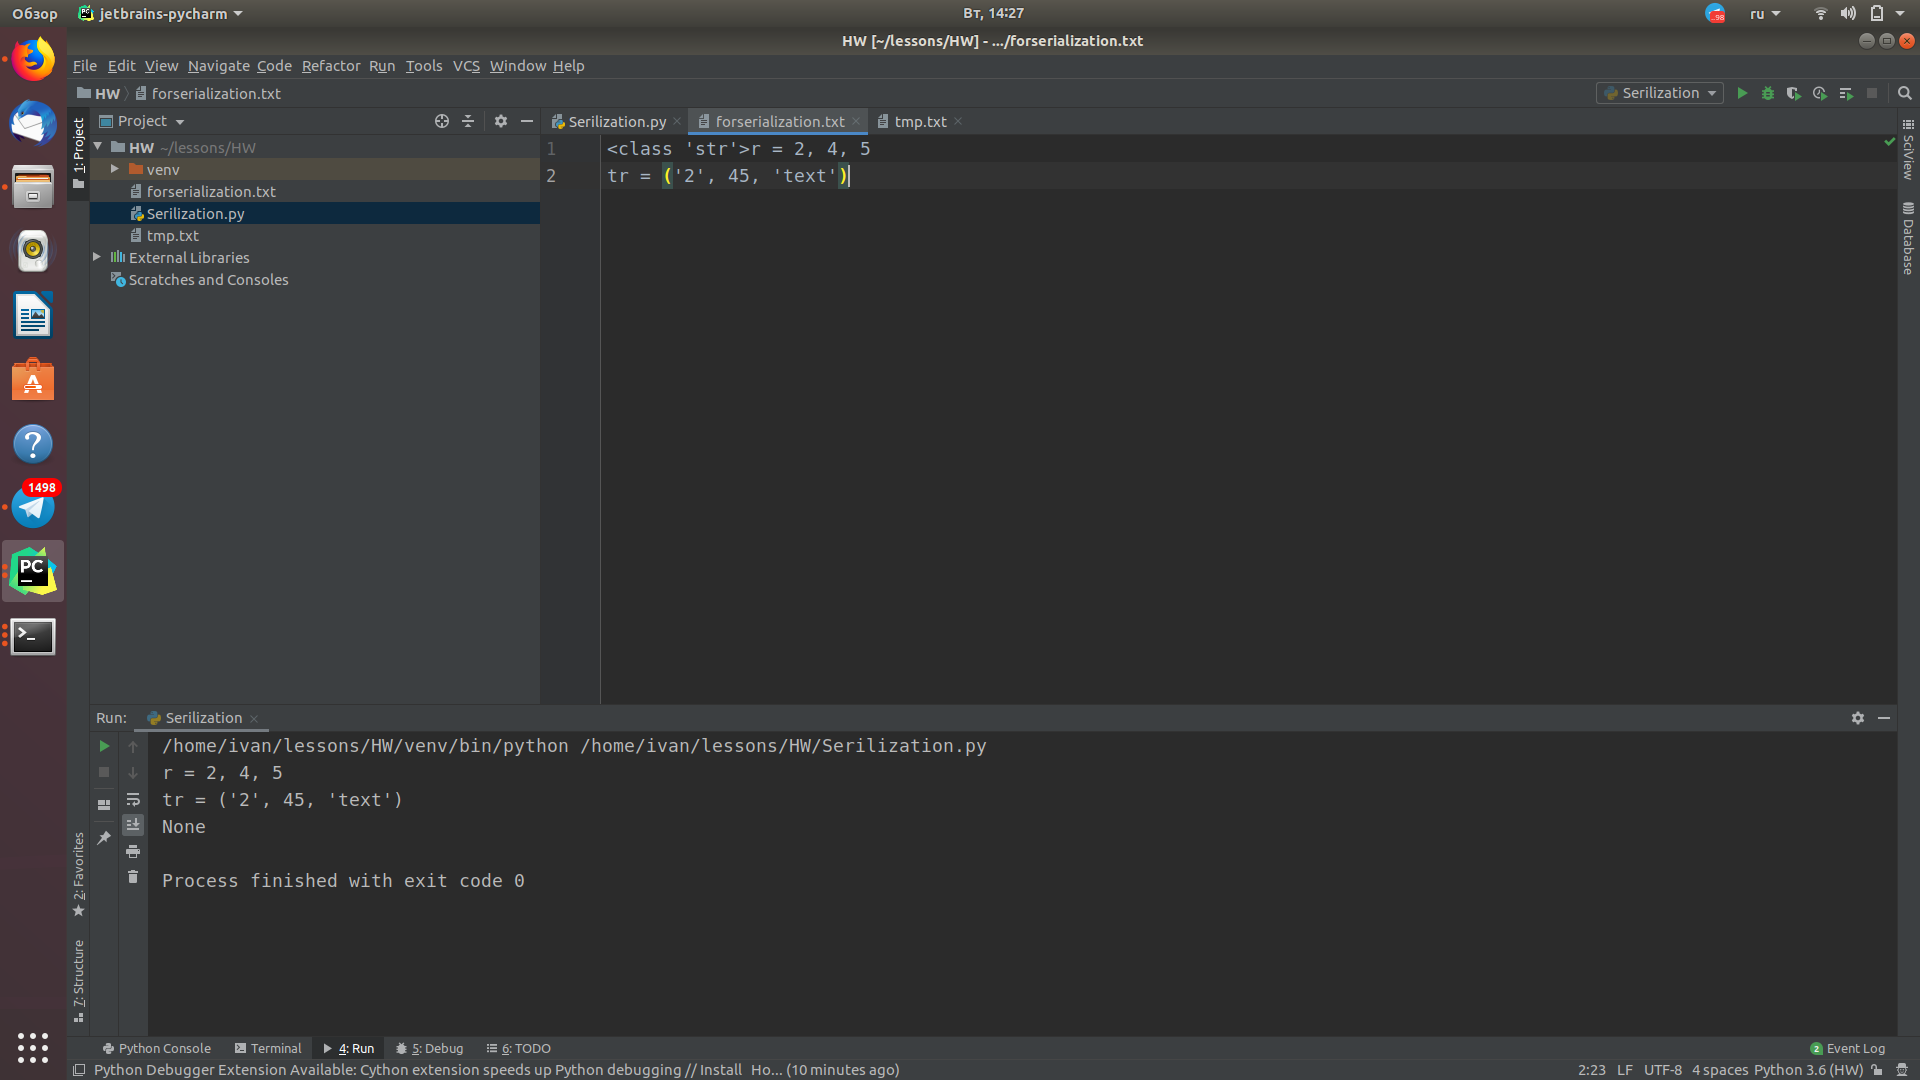 Обзор
jetbrains-pycharm
Вт, 14:27
98
ru
HW [~/lessons/HW] - .../forserialization.txt
File Edit View Navigate Code Refactor Run Tools VCS Window Help
HW forserialization.txt
Serilization
1: Project
Project
Serilization.py forserialization.txt tmp.txt
HW ~/lessons/HW
venv
forserialization.txt
Serilization.py
tmp.txt
External Libraries
Scratches and Consoles
1 <class 'str'>r = 2, 4, 5
2 tr = ('2', 45, 'text')
SciView
Database
1498
PC
Run: Serilization
/home/ivan/lessons/HW/venv/bin/python /home/ivan/lessons/HW/Serilization.py
r = 2, 4, 5
tr = ('2', 45, 'text')
None
Process finished with exit code 0
2: Favorites
7: Structure
Python Console Terminal 4: Run 5: Debug 6: TODO
2 Event Log
Python Debugger Extension Available: Cython extension speeds up Python debugging // Install Ho... (10 minutes ago)
2:23 LF UTF-8 4 spaces Python 3.6 (HW)